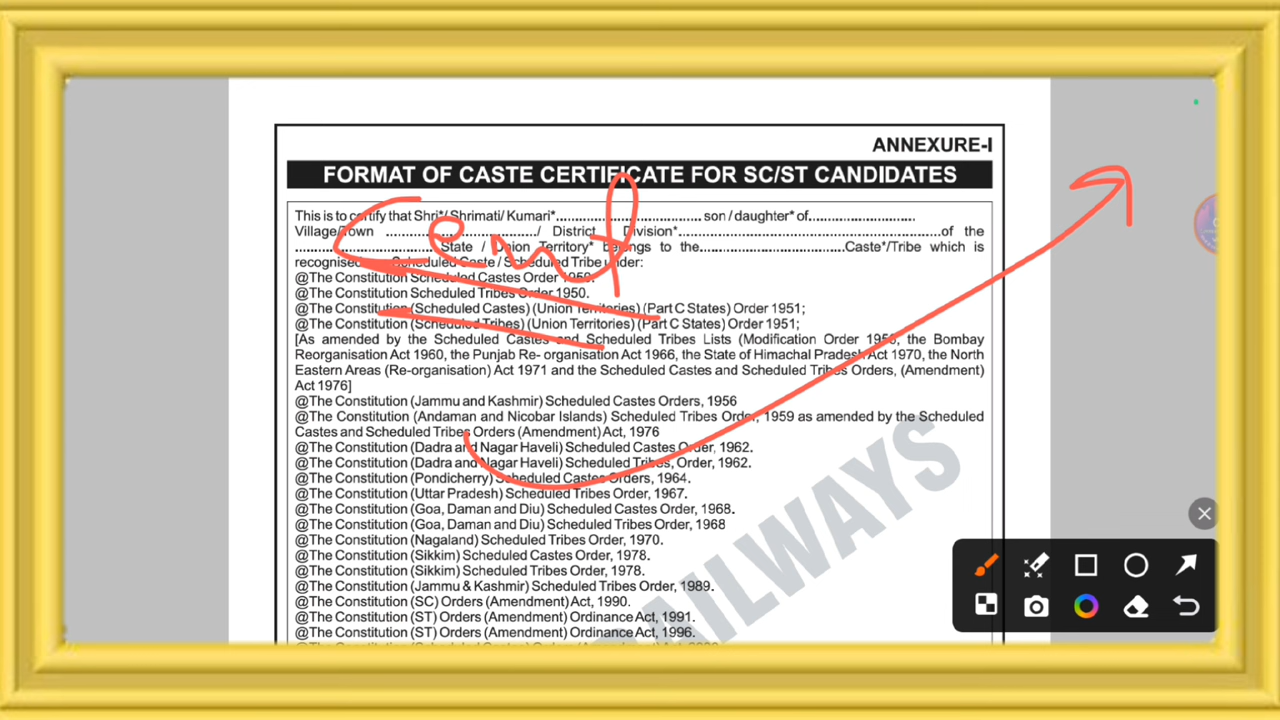 ANNEXURE-I
FORMAT OF CASTE CERTIFICATE FOR SC/ST CANDIDATES
This is to certify that Shri*/ Shrimati/ Kumari*.................................... son / daughter* of..........................
Village/Town ...................................../ District / Division*.................................................................of the
.................................. State / Union Territory* belongs to the....................................Caste*/Tribe which is
recognised Scheduled Caste / Scheduled Tribe under:
@The Constitution Scheduled Castes Order 1950.
@The Constitution Scheduled Tribes Order 1950.
@The Constitution (Scheduled Castes) (Union Territories) (Part C States) Order 1951;
@The Constitution (Scheduled Tribes) (Union Territories) (Part C States) Order 1951;
[As amended by the Scheduled Castes and Scheduled Tribes Lists (Modification Order 1956, the Bombay
Reorganisation Act 1960, the Punjab Re- organisation Act 1966, the State of Himachal Pradesh Act 1970, the North
Eastern Areas (Re-organisation) Act 1971 and the Scheduled Castes and Scheduled Tribes Orders, (Amendment)
Act 1976]
@The Constitution (Jammu and Kashmir) Scheduled Castes Orders, 1956
@The Constitution (Andaman and Nicobar Islands) Scheduled Tribes Order, 1959 as amended by the Scheduled
Castes and Scheduled Tribes Orders (Amendment) Act, 1976
@The Constitution (Dadra and Nagar Haveli) Scheduled Castes Order, 1962.
@The Constitution (Dadra and Nagar Haveli) Scheduled Tribes, Order, 1962.
@The Constitution (Pondicherry) Scheduled Castes Orders, 1964.
@The Constitution (Uttar Pradesh) Scheduled Tribes Order, 1967.
@The Constitution (Goa, Daman and Diu) Scheduled Castes Order, 1968.
@The Constitution (Goa, Daman and Diu) Scheduled Tribes Order, 1968
@The Constitution (Nagaland) Scheduled Tribes Order, 1970.
@The Constitution (Sikkim) Scheduled Castes Order, 1978.
@The Constitution (Sikkim) Scheduled Tribes Order, 1978.
@The Constitution (Jammu & Kashmir) Scheduled Tribes Order, 1989.
@The Constitution (SC) Orders (Amendment) Act, 1990.
@The Constitution (ST) Orders (Amendment) Ordinance Act, 1991.
@The Constitution (ST) Orders (Amendment) Ordinance Act, 1996.